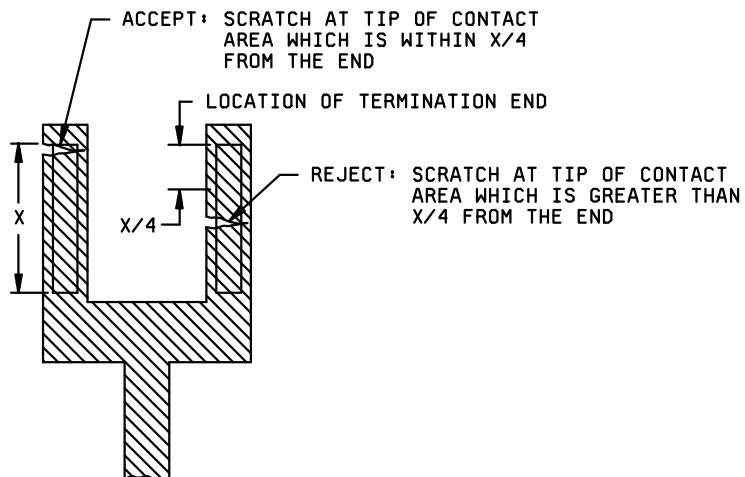 ACCEPT: SCRATCH AT TIP OF CONTACT
AREA WHICH IS WITHIN X/4
FROM THE END
LOCATION OF TERMINATION END
REJECT: SCRATCH AT TIP OF CONTACT
AREA WHICH IS GREATER THAN
X/4 FROM THE END
X
X/4